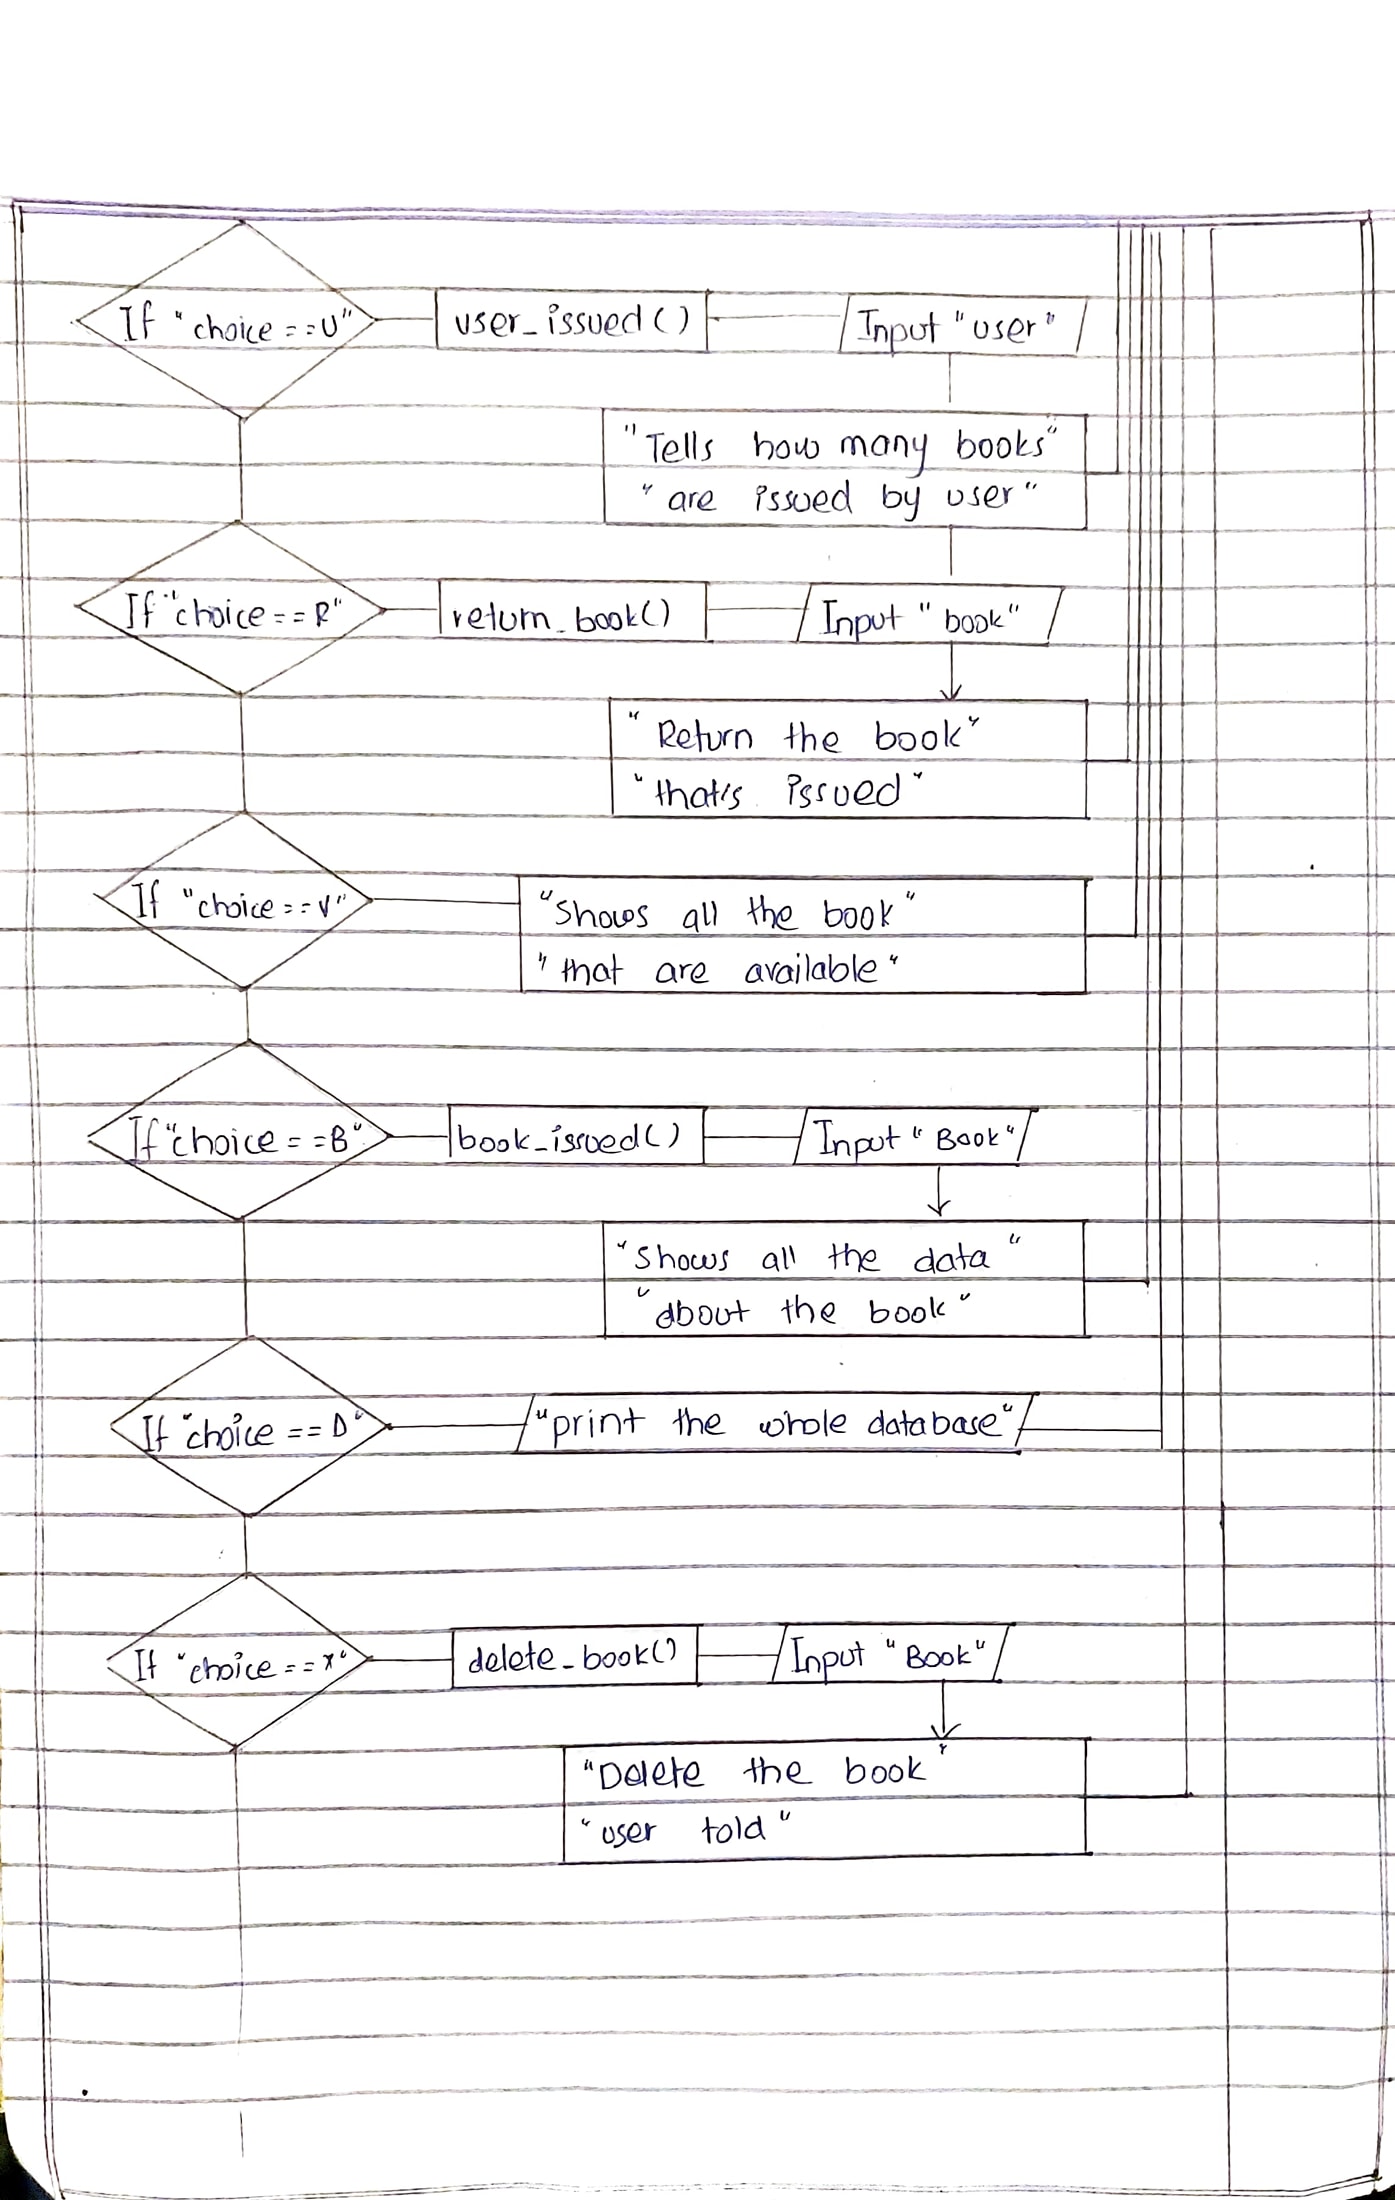 If "choice ==U"
user_issued()
Input "user"
"Tells how many books"
"are issued by user"
If "choice == R"
return_book()
Input "book"
"Return the book"
"that's issued"
If "choice ==V"
"Shows all the book"
"that are available"
If "choice ==B"
book_issued()
Input "Book"
"Shows all the data"
"about the book"
If "choice == D"
"print the whole database"
If "choice ==X"
delete_book()
Input "Book"
"Delete the book"
"user told"